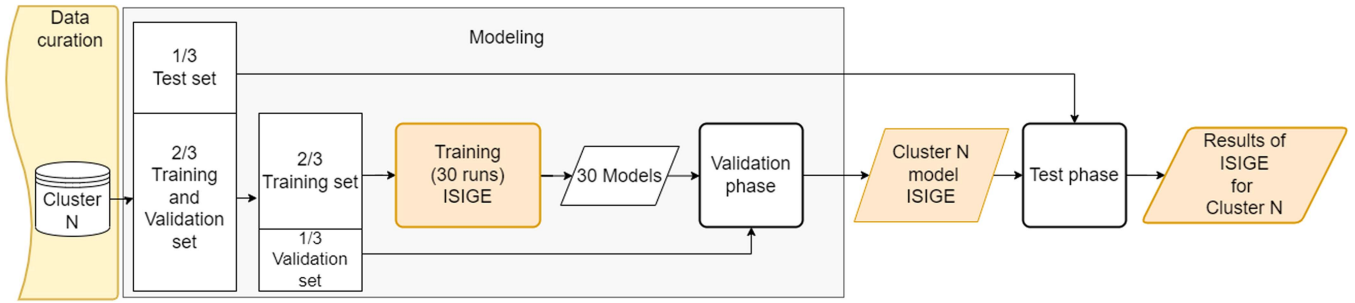 Data
curation
Cluster
N
Modeling
1/3
Test set
2/3
Training
and
Validation
set
2/3
Training set
1/3
Validation
set
Training
(30 runs)
ISIGE
30 Models
Validation
phase
Cluster N
model
ISIGE
Test phase
Results of
ISIGE
for
Cluster N